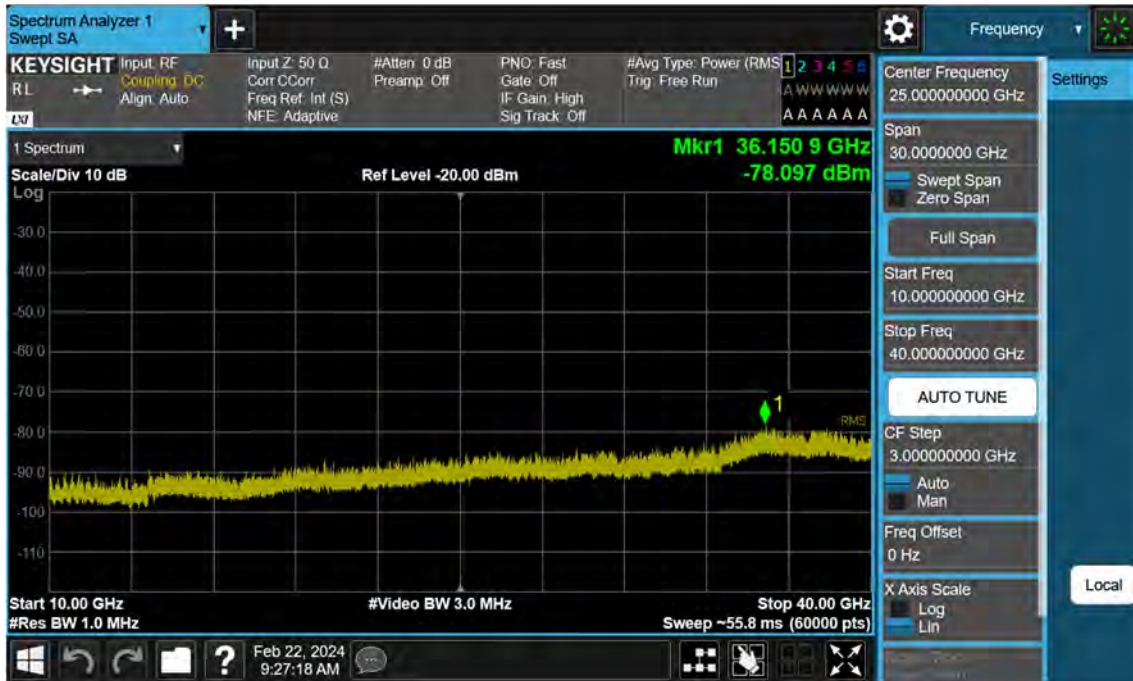 Spectrum Analyzer 1
Swept SA
Frequency
KEYSIGHT
RL
LXI
Input: RF
Coupling: DC
Align: Auto
Input Z: 50 Ω
Corr CCorr
Freq Ref: Int (S)
NFE: Adaptive
#Atten: 0 dB
Preamp: Off
PNO: Fast
Gate: Off
IF Gain: High
Sig Track: Off
#Avg Type: Power (RMS
Trig: Free Run
1 2 3 4 5 6
A W W W W W
A A A A A A
Center Frequency
25.000000000 GHz
Settings
Span
30.0000000 GHz
Swept Span
Zero Span
Full Span
Start Freq
10.000000000 GHz
Stop Freq
40.000000000 GHz
AUTO TUNE
CF Step
3.000000000 GHz
Auto
Man
Freq Offset
0 Hz
X Axis Scale
Log
Lin
Local
1 Spectrum
Mkr1 36.150 9 GHz
-78.097 dBm
Scale/Div 10 dB
Ref Level -20.00 dBm
Log
-30.0
-40.0
-50.0
-60.0
-70.0
-80.0
-90.0
-100
-110
1
RMS
Start 10.00 GHz
#Video BW 3.0 MHz
Stop 40.00 GHz
#Res BW 1.0 MHz
Sweep ~55.8 ms (60000 pts)
?
Feb 22, 2024
9:27:18 AM